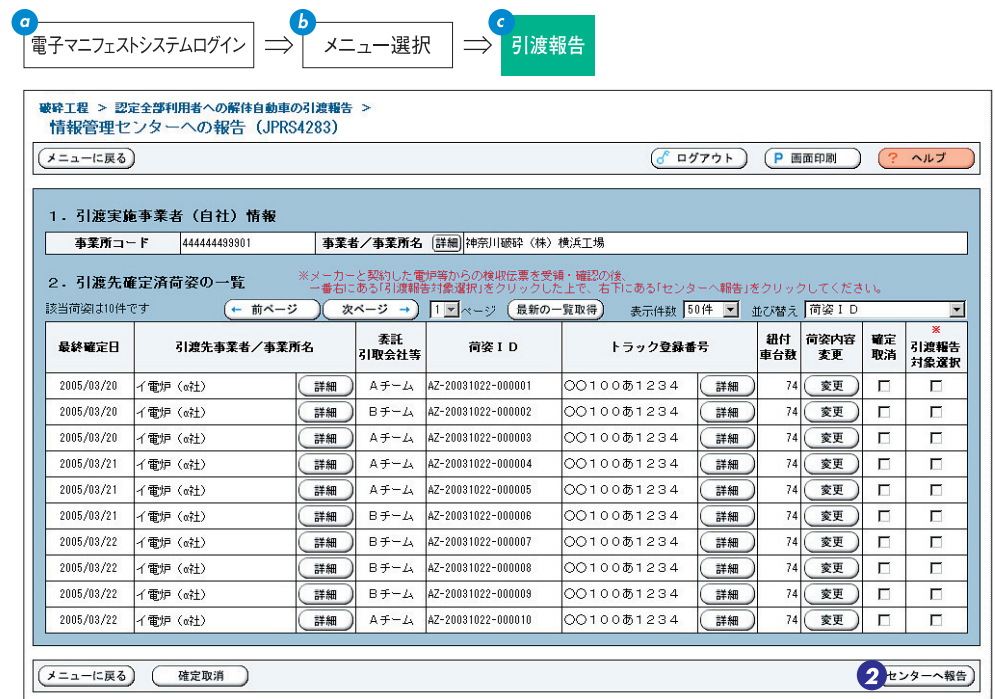 a 電子マニフェストシステムログイン ⇒ b メニュー選択 ⇒ c 引渡報告
破砕工程 > 認定全部利用者への解体自動車の引渡報告 >
情報管理センターへの報告（JPRS4283）
メニューに戻る ログアウト P 画面印刷 ? ヘルプ
1．引渡実施事業者（自社）情報
事業所コード 444444499901 事業者／事業所名 詳細 神奈川破砕（株）横浜工場
2．引渡先確定済荷姿の一覧
※メーカーと契約した電炉等からの検収伝票を受領・確認の後、
一番右にある「引渡報告対象選択」をクリックした上で、右下にある「センターへ報告」をクリックしてください。
該当荷姿は10件です ← 前ページ 次ページ → 1 ページ 最新の一覧取得 表示件数 50件 並び替え 荷姿ＩＤ
最終確定日 引渡先事業者／事業所名 委託引取会社等 荷姿ＩＤ トラック登録番号 紐付車台数 荷姿内容変更 確定取消 ※引渡報告対象選択
2005/03/20 イ電炉（α社） 詳細 Ａチーム AZ-20031022-000001 〇〇１００あ１２３４ 詳細 74 変更
2005/03/20 イ電炉（α社） 詳細 Ｂチーム AZ-20031022-000002 〇〇１００あ１２３４ 詳細 74 変更
2005/03/20 イ電炉（α社） 詳細 Ａチーム AZ-20031022-000003 〇〇１００あ１２３４ 詳細 74 変更
2005/03/21 イ電炉（α社） 詳細 Ａチーム AZ-20031022-000004 〇〇１００あ１２３４ 詳細 74 変更
2005/03/21 イ電炉（α社） 詳細 Ａチーム AZ-20031022-000005 〇〇１００あ１２３４ 詳細 74 変更
2005/03/21 イ電炉（α社） 詳細 Ｂチーム AZ-20031022-000006 〇〇１００あ１２３４ 詳細 74 変更
2005/03/22 イ電炉（α社） 詳細 Ｂチーム AZ-20031022-000007 〇〇１００あ１２３４ 詳細 74 変更
2005/03/22 イ電炉（α社） 詳細 Ｂチーム AZ-20031022-000008 〇〇１００あ１２３４ 詳細 74 変更
2005/03/22 イ電炉（α社） 詳細 Ｂチーム AZ-20031022-000009 〇〇１００あ１２３４ 詳細 74 変更
2005/03/22 イ電炉（α社） 詳細 Ａチーム AZ-20031022-000010 〇〇１００あ１２３４ 詳細 74 変更
メニューに戻る 確定取消 2 センターへ報告